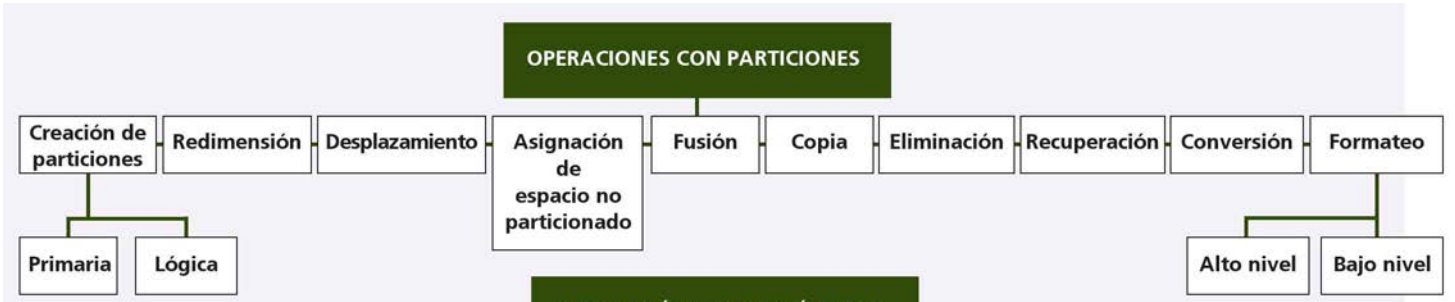 OPERACIONES CON PARTICIONES
Creación de
particiones
Redimensión
Desplazamiento
Asignación
de
espacio no
particionado
Fusión
Copia
Eliminación
Recuperación
Conversión
Formateo
Primaria
Lógica
Alto nivel
Bajo nivel